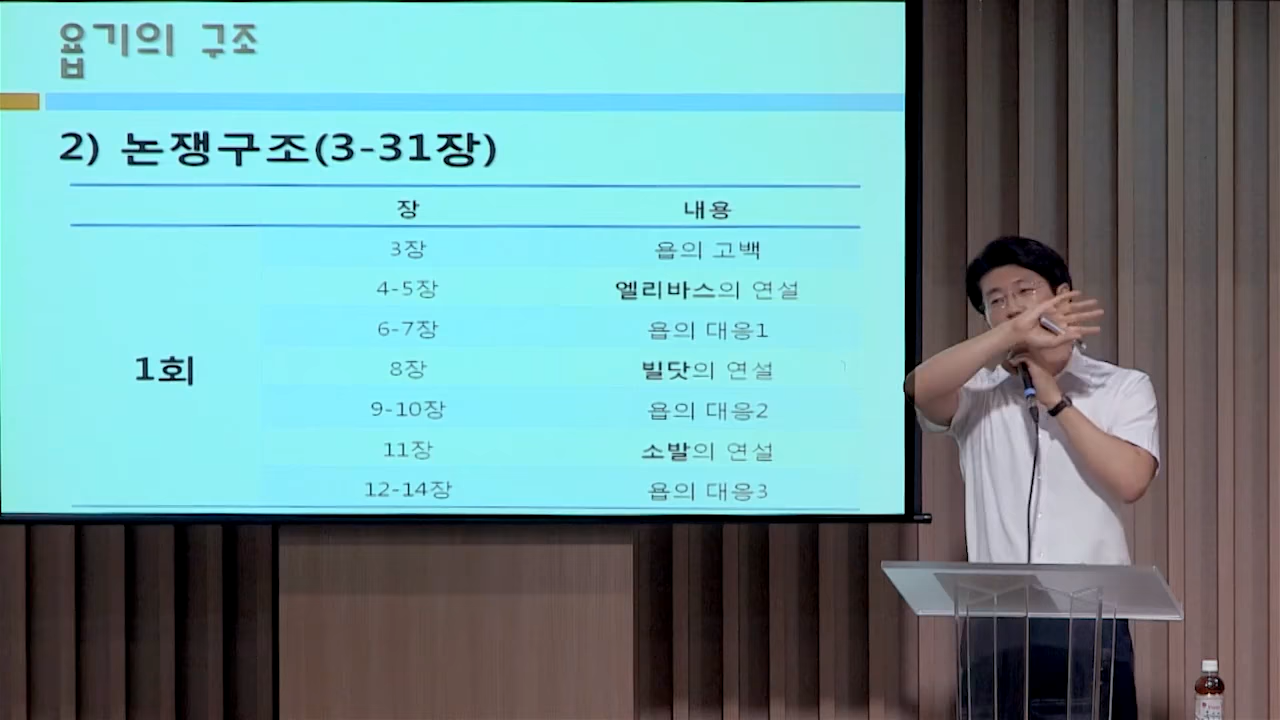 욥기의 구조
2) 논쟁구조(3-31장)
장 내용
3장 욥의 고백
4-5장 엘리바스의 연설
6-7장 욥의 대응1
1회 8장 빌닷의 연설
9-10장 욥의 대응2
11장 소발의 연설
12-14장 욥의 대응3